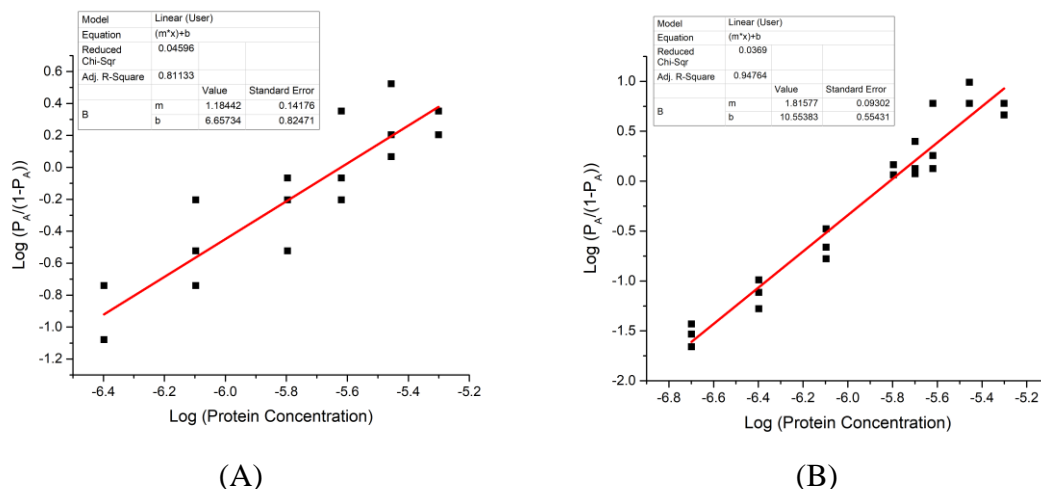 Model Linear (User)
Equation (m*x)+b
Reduced Chi-Sqr 0.04596
Adj. R-Square 0.81133
Value Standard Error
B m 1.18442 0.14176
b 6.65734 0.82471
0.6
0.4
0.2
0.0
-0.2
-0.4
-0.6
-0.8
-1.0
-1.2
Log (P_A/(1-P_A))
-6.4 -6.2 -6.0 -5.8 -5.6 -5.4 -5.2
Log (Protein Concentration)
(A)
Model Linear (User)
Equation (m*x)+b
Reduced Chi-Sqr 0.0369
Adj. R-Square 0.94764
Value Standard Error
B m 1.81577 0.09302
b 10.55383 0.55431
1.0
0.5
0.0
-0.5
-1.0
-1.5
-2.0
Log (P_A/(1-P_A))
-6.8 -6.6 -6.4 -6.2 -6.0 -5.8 -5.6 -5.4 -5.2
Log (Protein Concentration)
(B)